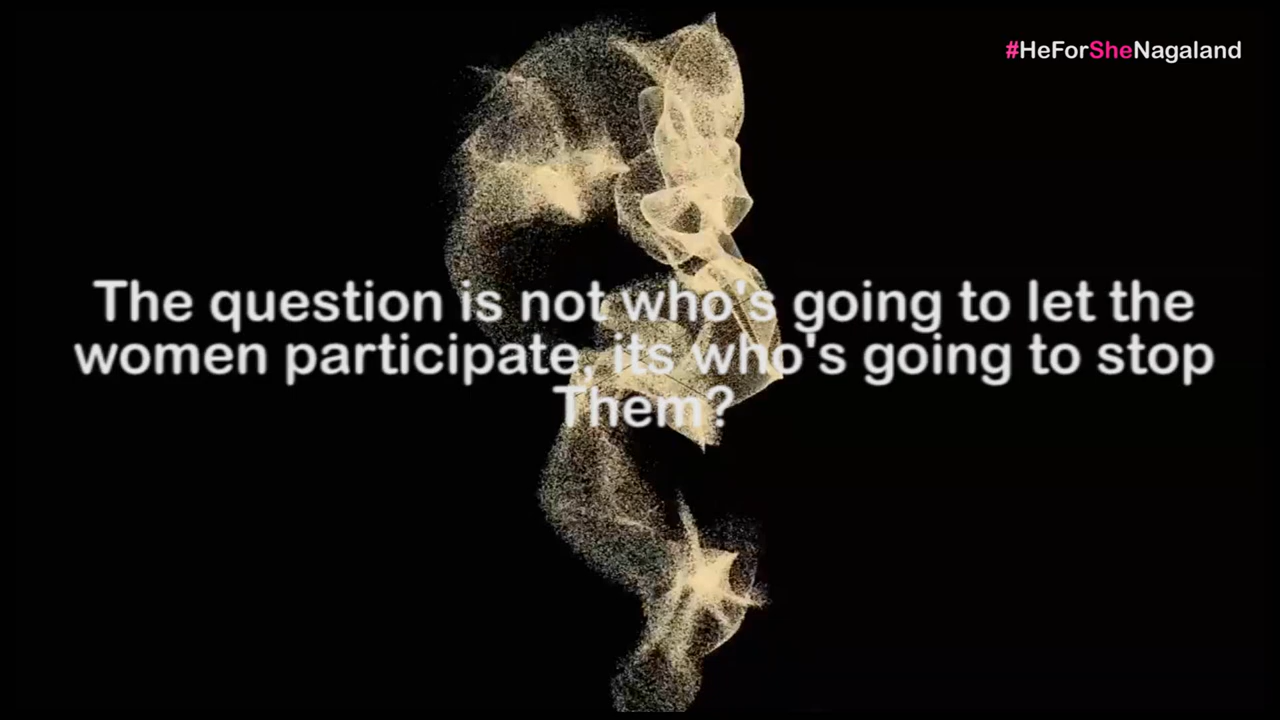 #HeForSheNagaland
The question is not who's going to let the
women participate, its who's going to stop
Them?